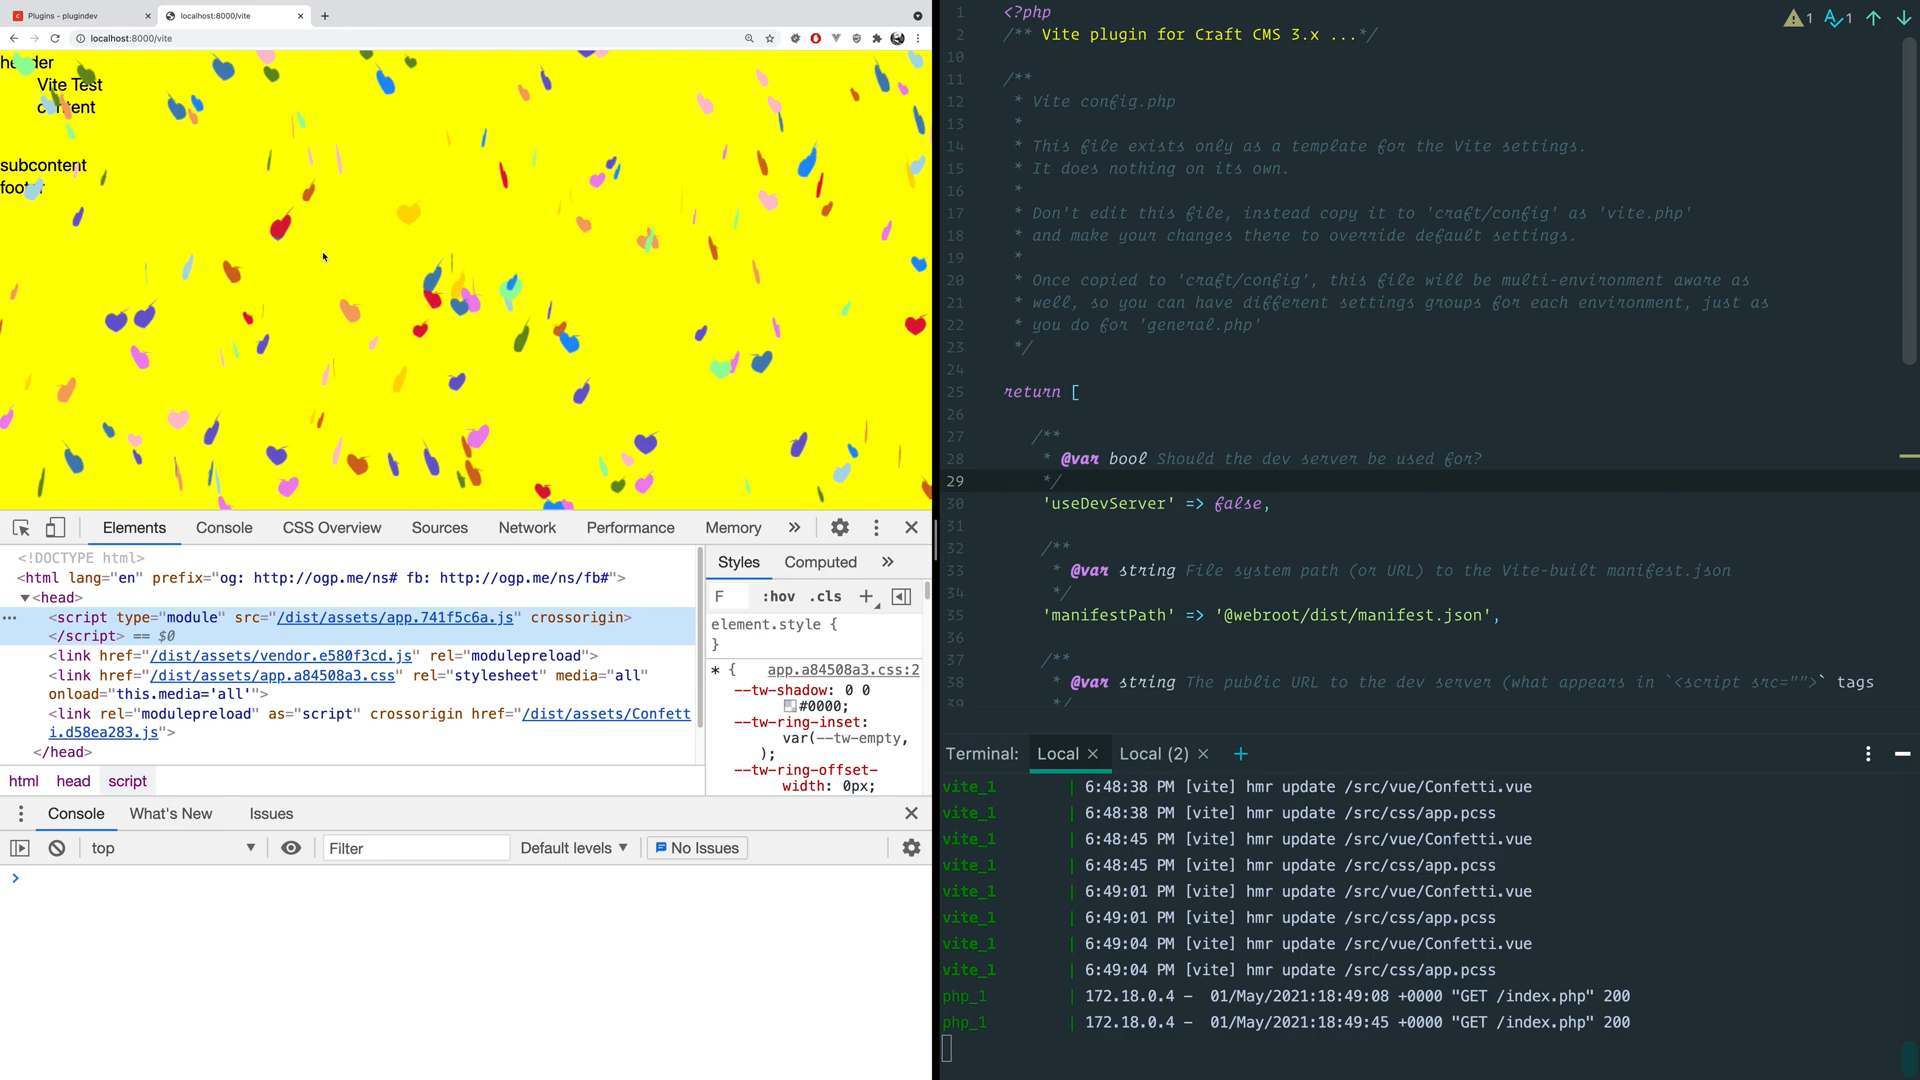 Plugins - plugindev
localhost:8000/vite
localhost:8000/vite
header
Vite Test
content
subcontent
footer
Elements Console CSS Overview Sources Network Performance Memory »
<!DOCTYPE html>
<html lang="en" prefix="og: http://ogp.me/ns# fb: http://ogp.me/ns/fb#">
▼<head>
<script type="module" src="/dist/assets/app.741f5c6a.js" crossorigin>
</script> == $0
<link href="/dist/assets/vendor.e580f3cd.js" rel="modulepreload">
<link href="/dist/assets/app.a84508a3.css" rel="stylesheet" media="all"
onload="this.media='all'">
<link rel="modulepreload" as="script" crossorigin href="/dist/assets/Confett
i.d58ea283.js">
</head>
html head script
Styles Computed »
F :hov .cls +
element.style {
}
* { app.a84508a3.css:2
--tw-shadow: 0 0
#0000;
--tw-ring-inset:
var(--tw-empty,
);
--tw-ring-offset-
width: 0px;
Console What's New Issues
top ▼ Filter Default levels ▼ No Issues
>
1 <?php
2 /** Vite plugin for Craft CMS 3.x ...*/
10
11 /**
12 * Vite config.php
13 *
14 * This file exists only as a template for the Vite settings.
15 * It does nothing on its own.
16 *
17 * Don't edit this file, instead copy it to 'craft/config' as 'vite.php'
18 * and make your changes there to override default settings.
19 *
20 * Once copied to 'craft/config', this file will be multi-environment aware as
21 * well, so you can have different settings groups for each environment, just as
22 * you do for 'general.php'
23 */
24
25 return [
26
27 /**
28 * @var bool Should the dev server be used for?
29 */
30 'useDevServer' => false,
31
32 /**
33 * @var string File system path (or URL) to the Vite-built manifest.json
34 */
35 'manifestPath' => '@webroot/dist/manifest.json',
36
37 /**
38 * @var string The public URL to the dev server (what appears in `<script src="">` tags
39 */
1 1
Terminal: Local × Local (2) × +
vite_1 | 6:48:38 PM [vite] hmr update /src/vue/Confetti.vue
vite_1 | 6:48:38 PM [vite] hmr update /src/css/app.pcss
vite_1 | 6:48:45 PM [vite] hmr update /src/vue/Confetti.vue
vite_1 | 6:48:45 PM [vite] hmr update /src/css/app.pcss
vite_1 | 6:49:01 PM [vite] hmr update /src/vue/Confetti.vue
vite_1 | 6:49:01 PM [vite] hmr update /src/css/app.pcss
vite_1 | 6:49:04 PM [vite] hmr update /src/vue/Confetti.vue
vite_1 | 6:49:04 PM [vite] hmr update /src/css/app.pcss
php_1 | 172.18.0.4 - 01/May/2021:18:49:08 +0000 "GET /index.php" 200
php_1 | 172.18.0.4 - 01/May/2021:18:49:45 +0000 "GET /index.php" 200